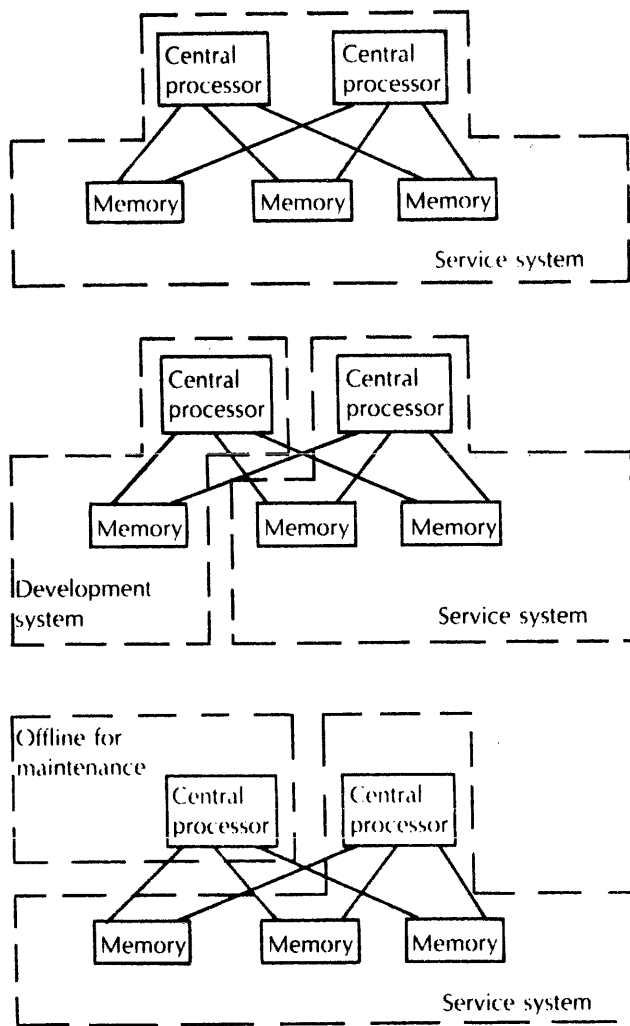 Central
processor
Central
processor
Memory
Memory
Memory
Service system
Central
processor
Central
processor
Memory
Memory
Memory
Development
system
Service system
Offline for
maintenance
Central
processor
Central
processor
Memory
Memory
Memory
Service system